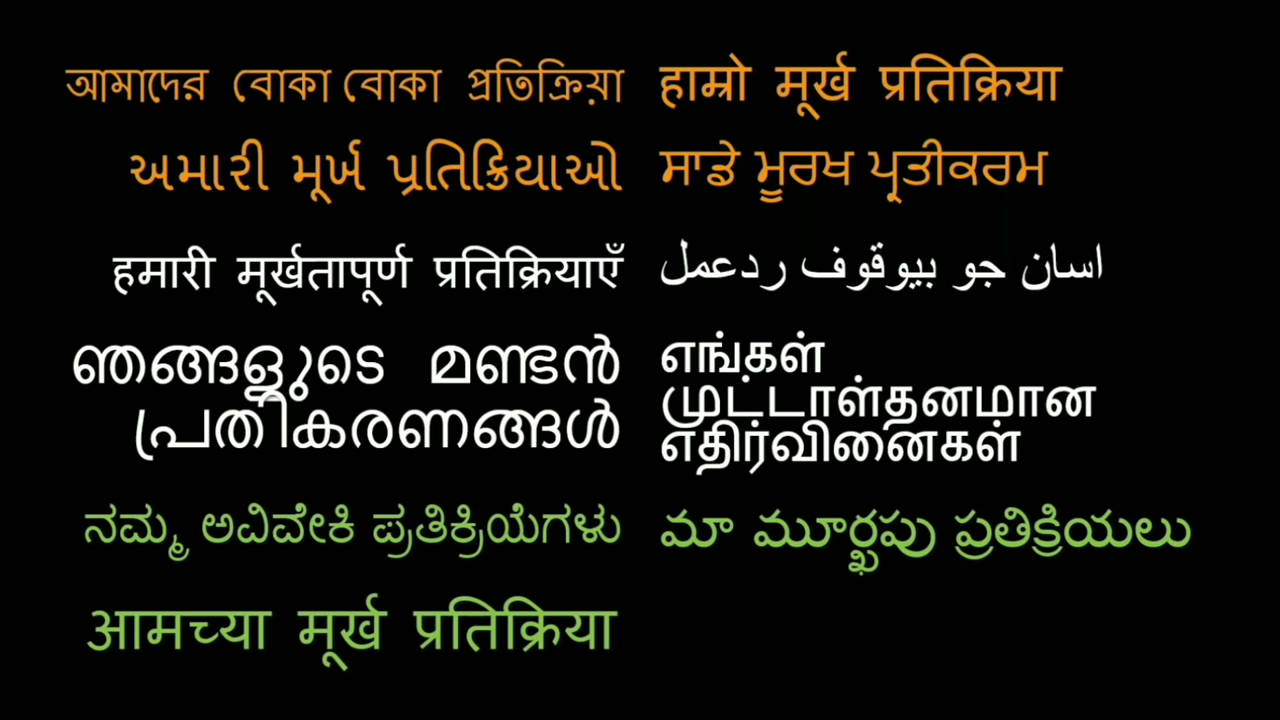 আমাদের বোকা বোকা প্রতিক্রিয়া
हाम्रो मूर्ख प्रतिक्रिया
અમારી મૂર્ખ પ્રતિક્રિયાઓ
ਸਾਡੇ ਮੂਰਖ ਪ੍ਰਤੀਕਰਮ
हमारी मूर्खतापूर्ण प्रतिक्रियाएँ
اسان جو بيوقوف ردعمل
ഞങ്ങളുടെ മണ്ടൻ
പ്രതികരണങ്ങൾ
எங்கள்
முட்டாள்தனமான
எதிர்வினைகள்
ನಮ್ಮ ಅವಿವೇಕಿ ಪ್ರತಿಕ್ರಿಯೆಗಳು
మా మూర్ఖపు ప్రతిక్రియలు
आमच्या मूर्ख प्रतिक्रिया